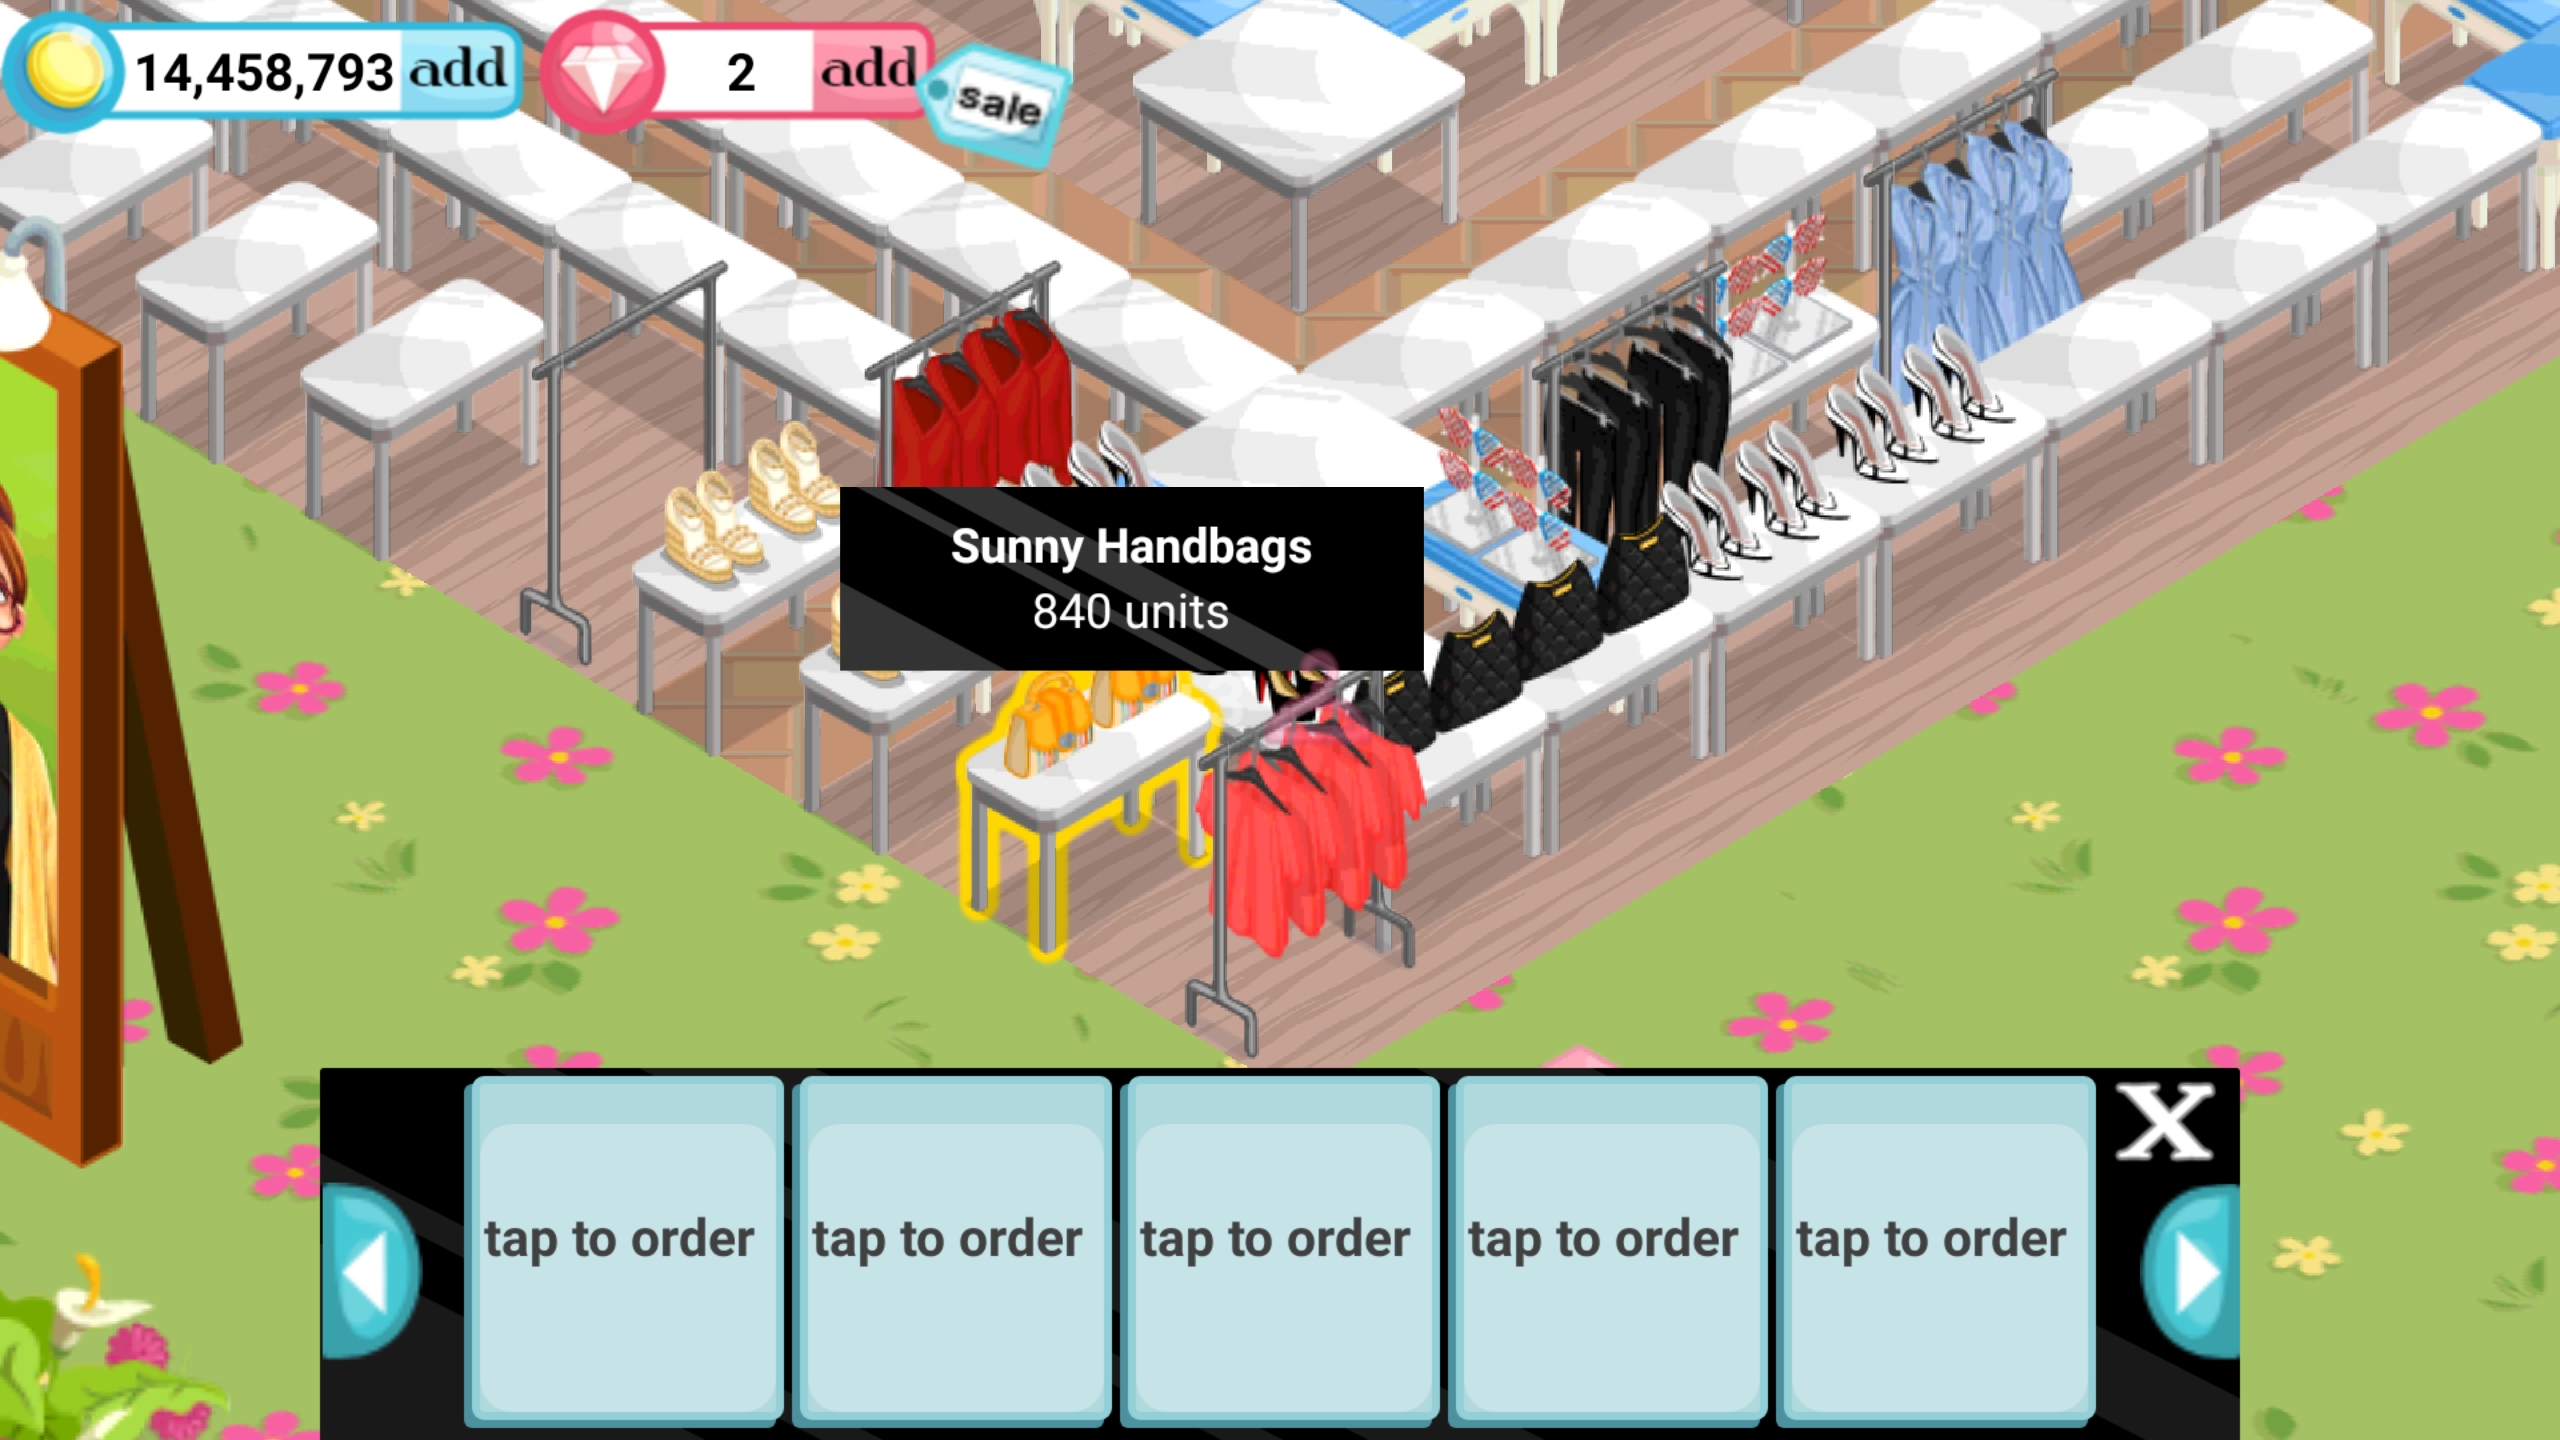 14,458,793 add
2 add
sale
Sunny Handbags
840 units
tap to order
tap to order
tap to order
tap to order
tap to order
X